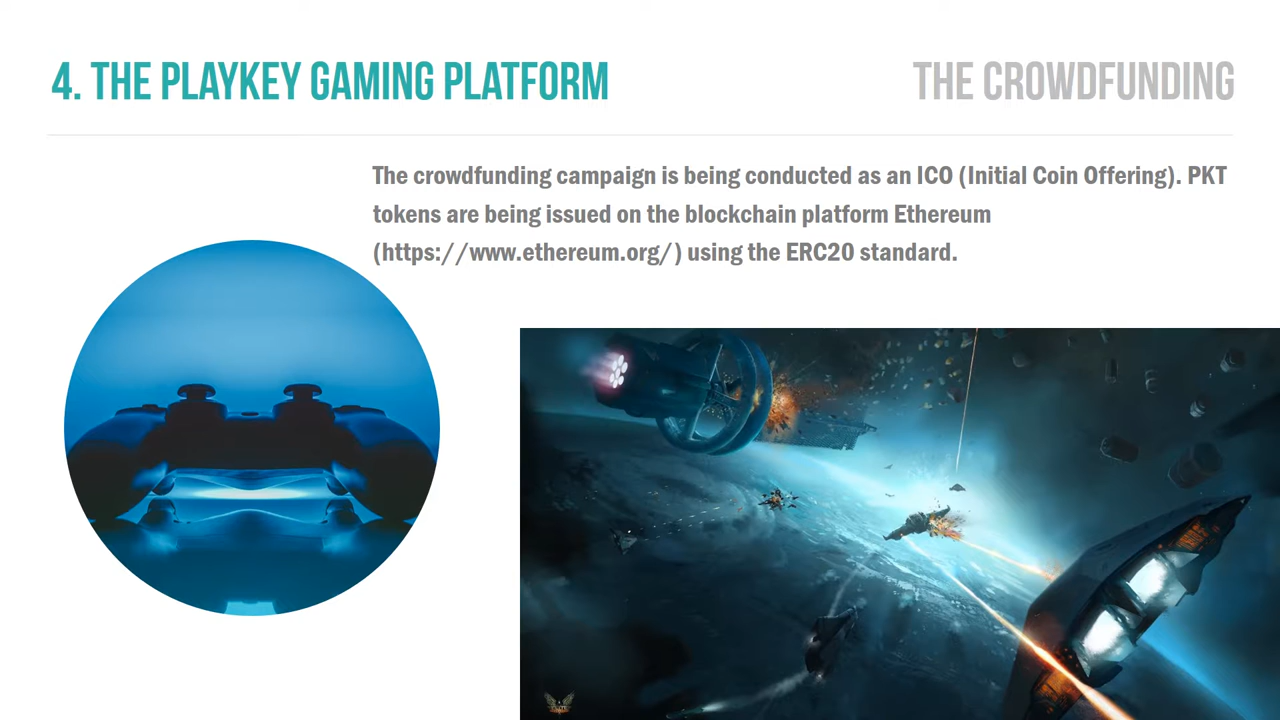 4. THE PLAYKEY GAMING PLATFORM
THE CROWDFUNDING
The crowdfunding campaign is being conducted as an ICO (Initial Coin Offering). PKT
tokens are being issued on the blockchain platform Ethereum
(https://www.ethereum.org/) using the ERC20 standard.